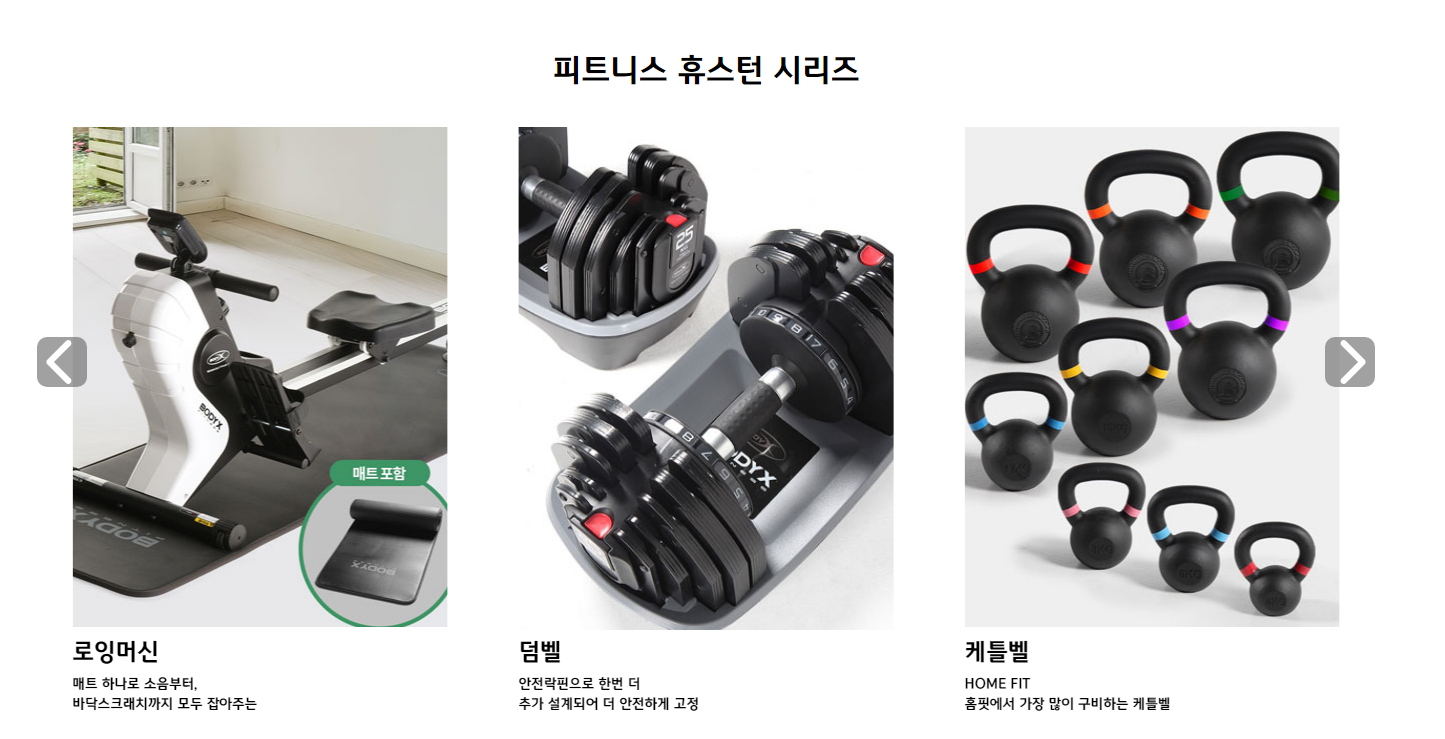 피트니스 휴스턴 시리즈
매트 포함
BODYX
BODYX
BODYX
25
로잉머신
매트 하나로 소음부터,
바닥스크래치까지 모두 잡아주는
덤벨
안전락핀으로 한번 더
추가 설계되어 더 안전하게 고정
케틀벨
HOME FIT
홈핏에서 가장 많이 구비하는 케틀벨